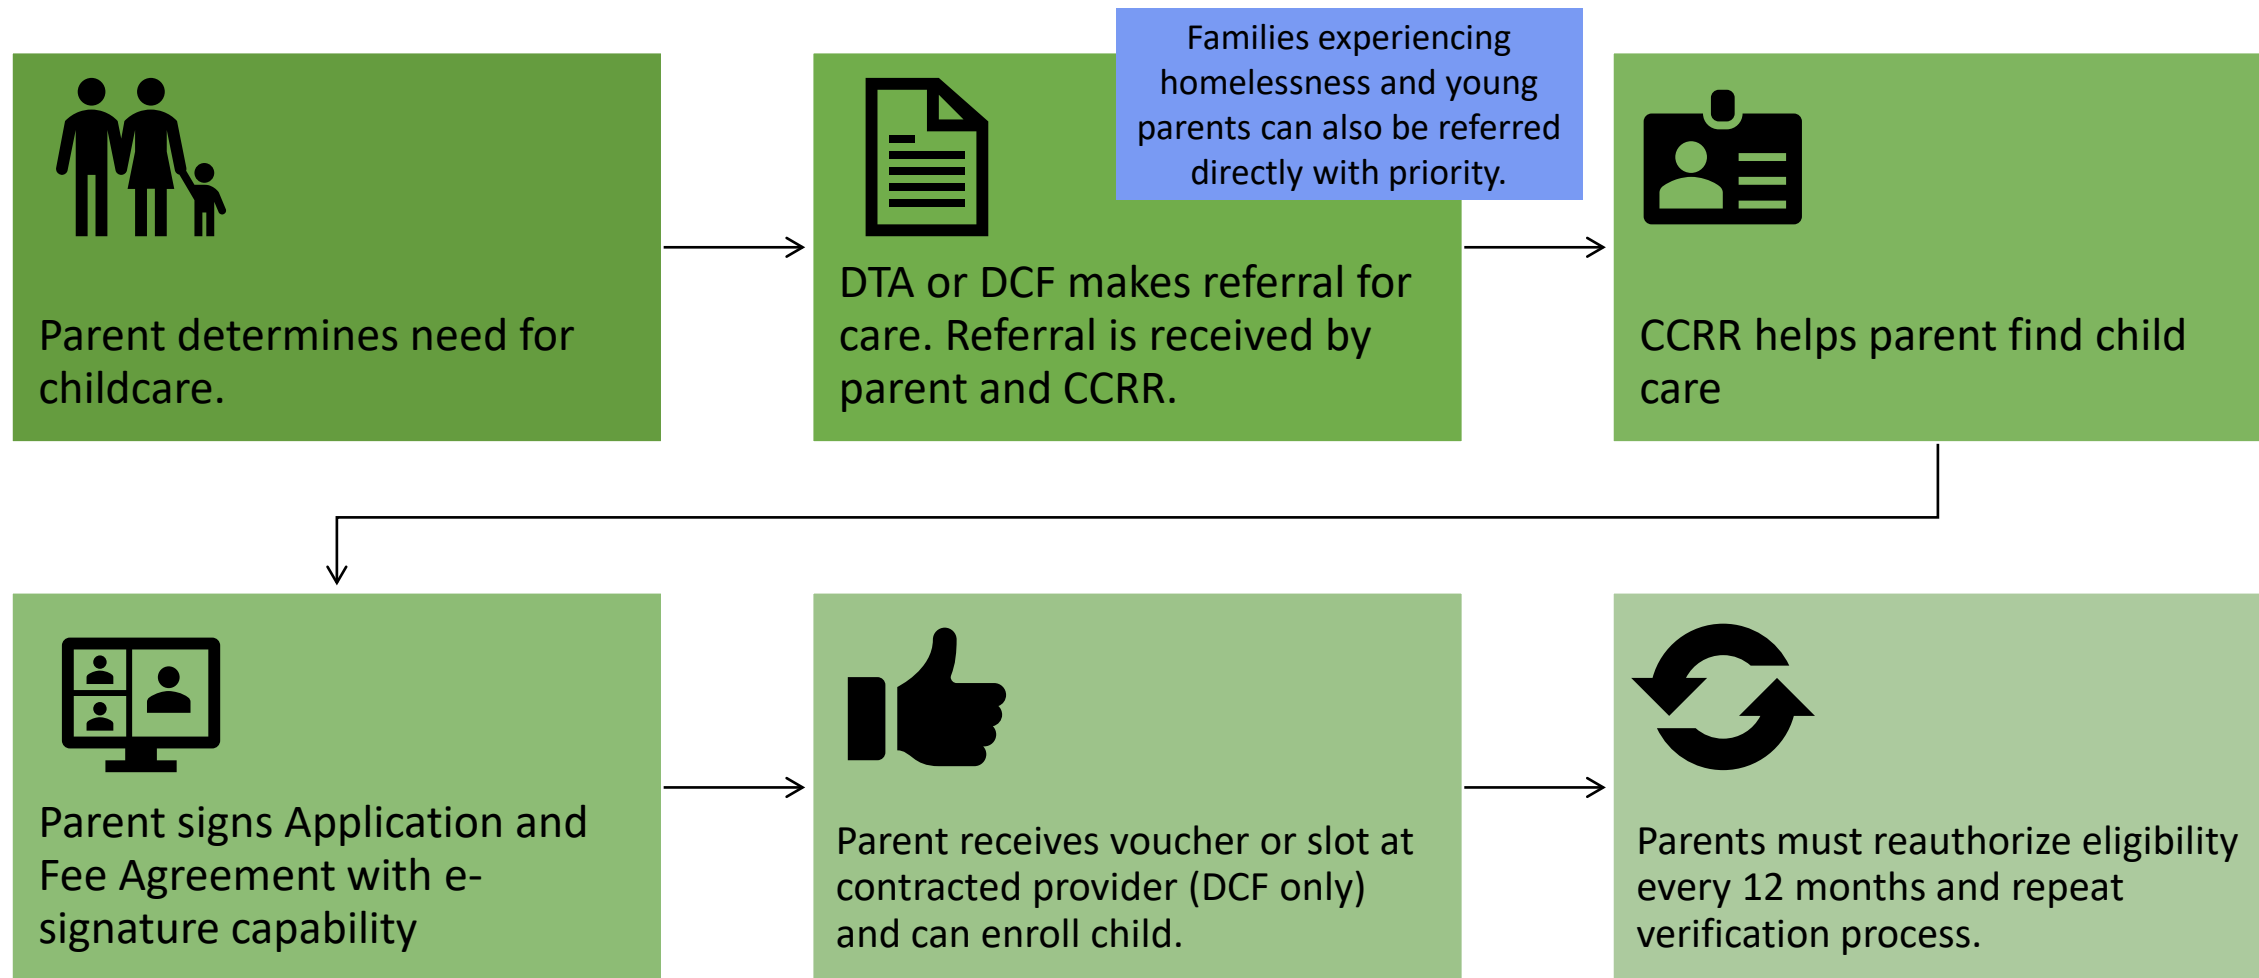 Families experiencing
homelessness and young
parents can also be referred
directly with priority.
Parent determines need for
childcare.
DTA or DCF makes referral for
care. Referral is received by
parent and CCRR.
CCRR helps parent find child
care
Parent signs Application and
Fee Agreement with e-
signature capability
Parent receives voucher or slot at
contracted provider (DCF only)
and can enroll child.
Parents must reauthorize eligibility
every 12 months and repeat
verification process.